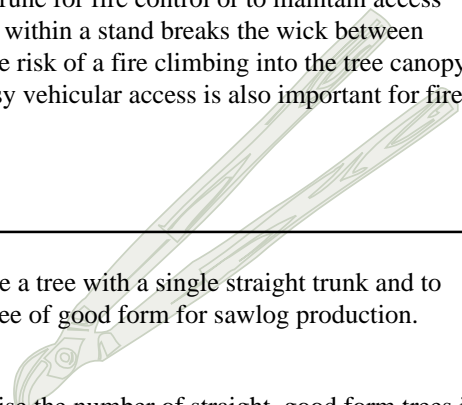 rune for fire control or to maintain access
within a stand breaks the wick between
e risk of a fire climbing into the tree canopy
sy vehicular access is also important for fire
e a tree with a single straight trunk and to
ee of good form for sawlog production.
ise the number of straight, good form trees i